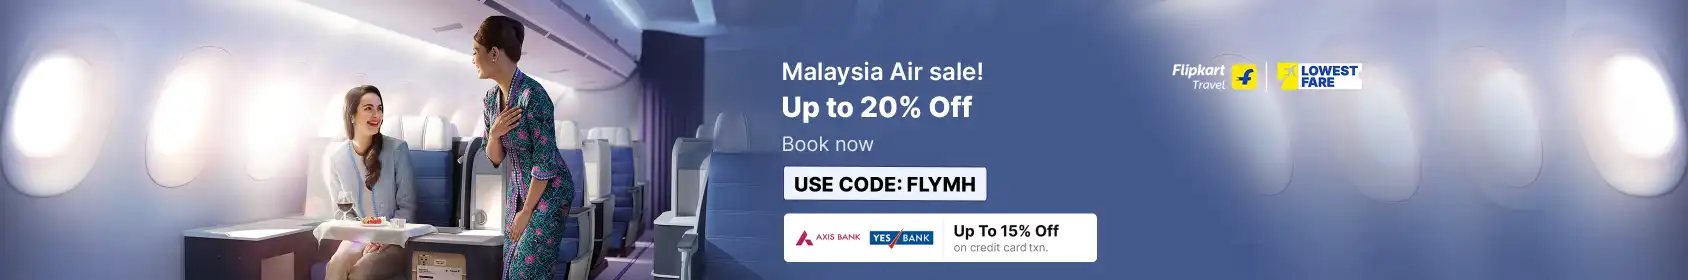 Malaysia Air sale!
Up to 20% Off
Book now
USE CODE: FLYMH
AXIS BANK
YES BANK
Up To 15% Off
on credit card txn.
Flipkart
Travel
LOWEST
FARE